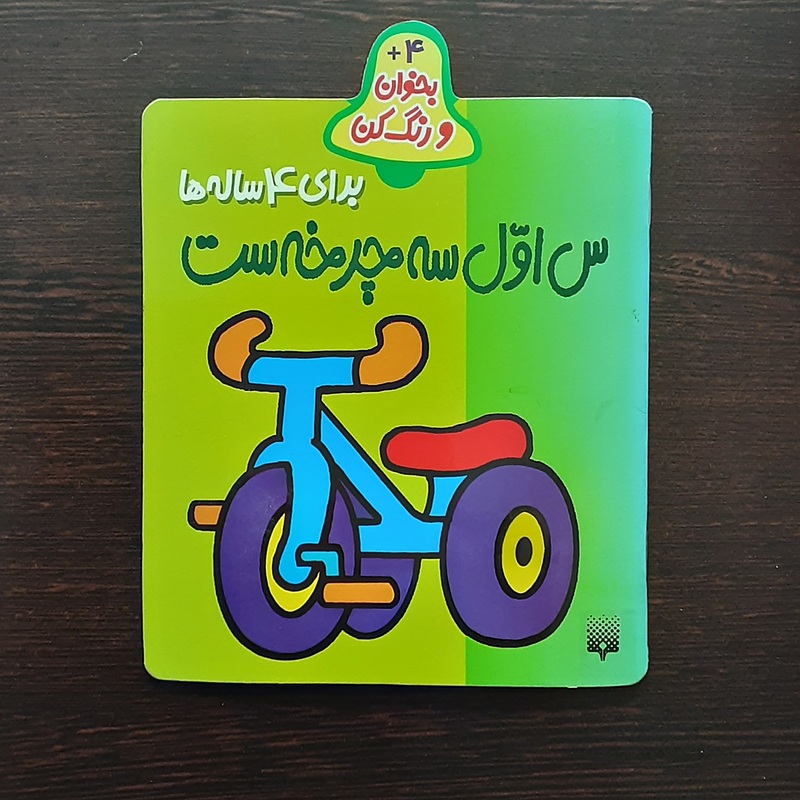 ۴+
بخوان
و رنگ کن
برای ۴ ساله ها
س اوّل سه چرخه ست